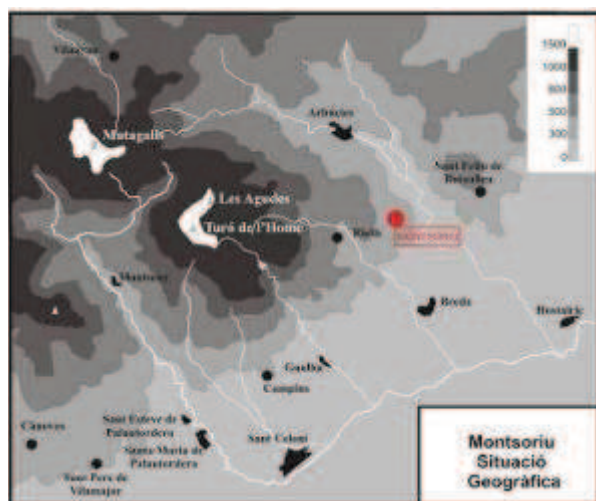 Viladrau
1500
1000
800
500
300
0
Arbúcies
Matagalls
Sant Feliu de
Buixalleu
Les Agudes
Turó de l'Home
Riells
MONTSORIU
Montseny
Breda
Hostalric
Gualba
Campins
Sant Esteve de
Palautordera
Cànoves
Sant Celoni
Santa Maria de
Palautordera
Sant Pere de
Vilamajor
Montsoriu
Situació
Geogràfica